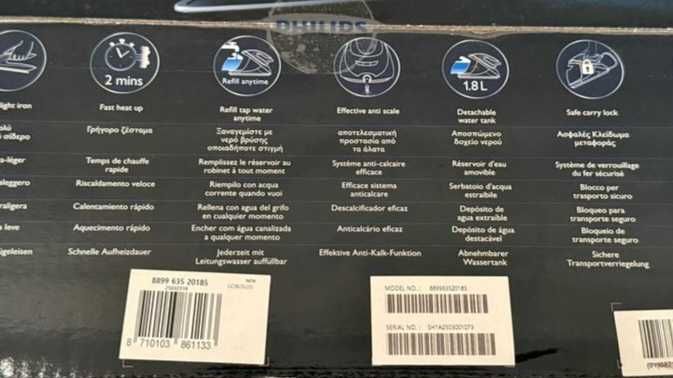 PHILIPS
2 mins
Refill anytime
1.8 L
light iron
Fast heat up
Refill tap water
anytime
Effective anti scale
Detachable
water tank
Safe carry lock
σίδερο
Γρήγορο ζέσταμα
Ξαναγεμίστε με
νερό βρύσης
οποιαδήποτε στιγμή
αποτελεσματική
προστασία από
τα άλατα
Αποσπώμενο
δοχείο νερού
Ασφαλές Κλείδωμα
μεταφοράς
Temps de chauffe
rapide
Remplissez le réservoir au
robinet à tout moment
Système anti-calcaire
efficace
Réservoir d'eau
amovible
Système de verrouillage
du fer sécurisé
Riscaldamento veloce
Riempilo con acqua
corrente quando vuoi
Efficace sistema
anticalcare
Serbatoio d'acqua
estraibile
Blocco per
trasporto sicuro
Calentamiento rápido
Rellena con agua del grifo
en cualquier momento
Descalcificador eficaz
Depósito de
agua extraíble
Bloqueo para
transporte seguro
Aquecimento rápido
Encher com água canalizada
a qualquer momento
Anticalcário eficaz
Depósito de água
destacável
Bloqueio de
transporte seguro
Schnelle Aufheizdauer
Jederzeit mit
Leitungswasser auffüllbar
Effektive Anti-Kalk-Funktion
Abnehmbarer
Wassertank
Sichere
Transportverriegelung
8899 635 20185
8 710103 861133
MODEL NO. : 889963520185
SERIAL NO. :